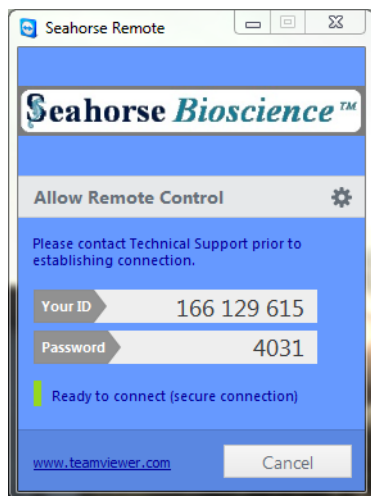 Seahorse Remote
Seahorse Bioscience™
Allow Remote Control
Please contact Technical Support prior to
establishing connection.
Your ID 166 129 615
Password 4031
Ready to connect (secure connection)
www.teamviewer.com Cancel